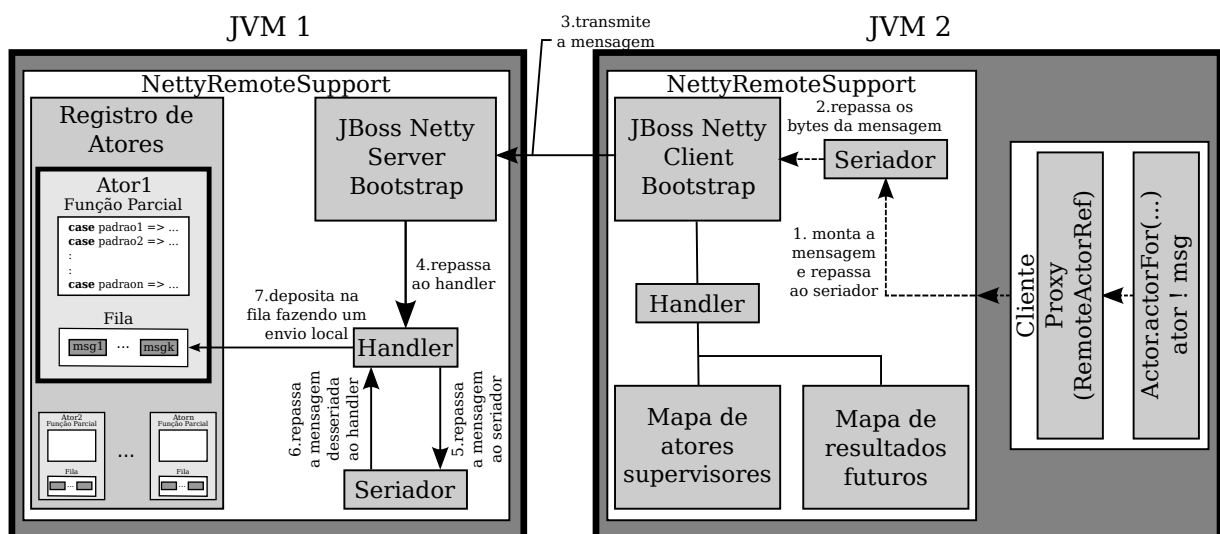 JVM 1
NettyRemoteSupport
Registro de
Atores
Ator1
Função Parcial
case padrao1 => ...
case padrao2 => ...
:
:
case padraon => ...
Fila
msg1 ... msgk
Ator2
Função Parcial
Fila
...
...
Atorn
Função Parcial
Fila
...
JBoss Netty
Server
Bootstrap
4.repassa
ao handler
7.deposita na
fila fazendo um
envio local
Handler
6.repassa
a mensagem
desseriada
ao handler
5.repassa
a mensagem
ao seriador
Seriador
3.transmite
a mensagem
JVM 2
NettyRemoteSupport
JBoss Netty
Client
Bootstrap
2.repassa os
bytes da mensagem
Seriador
1. monta a
mensagem
e repassa
ao seriador
Handler
Mapa de
atores
supervisores
Mapa de
resultados
futuros
Cliente
Proxy
(RemoteActorRef)
Actor.actorFor(...)
ator ! msg